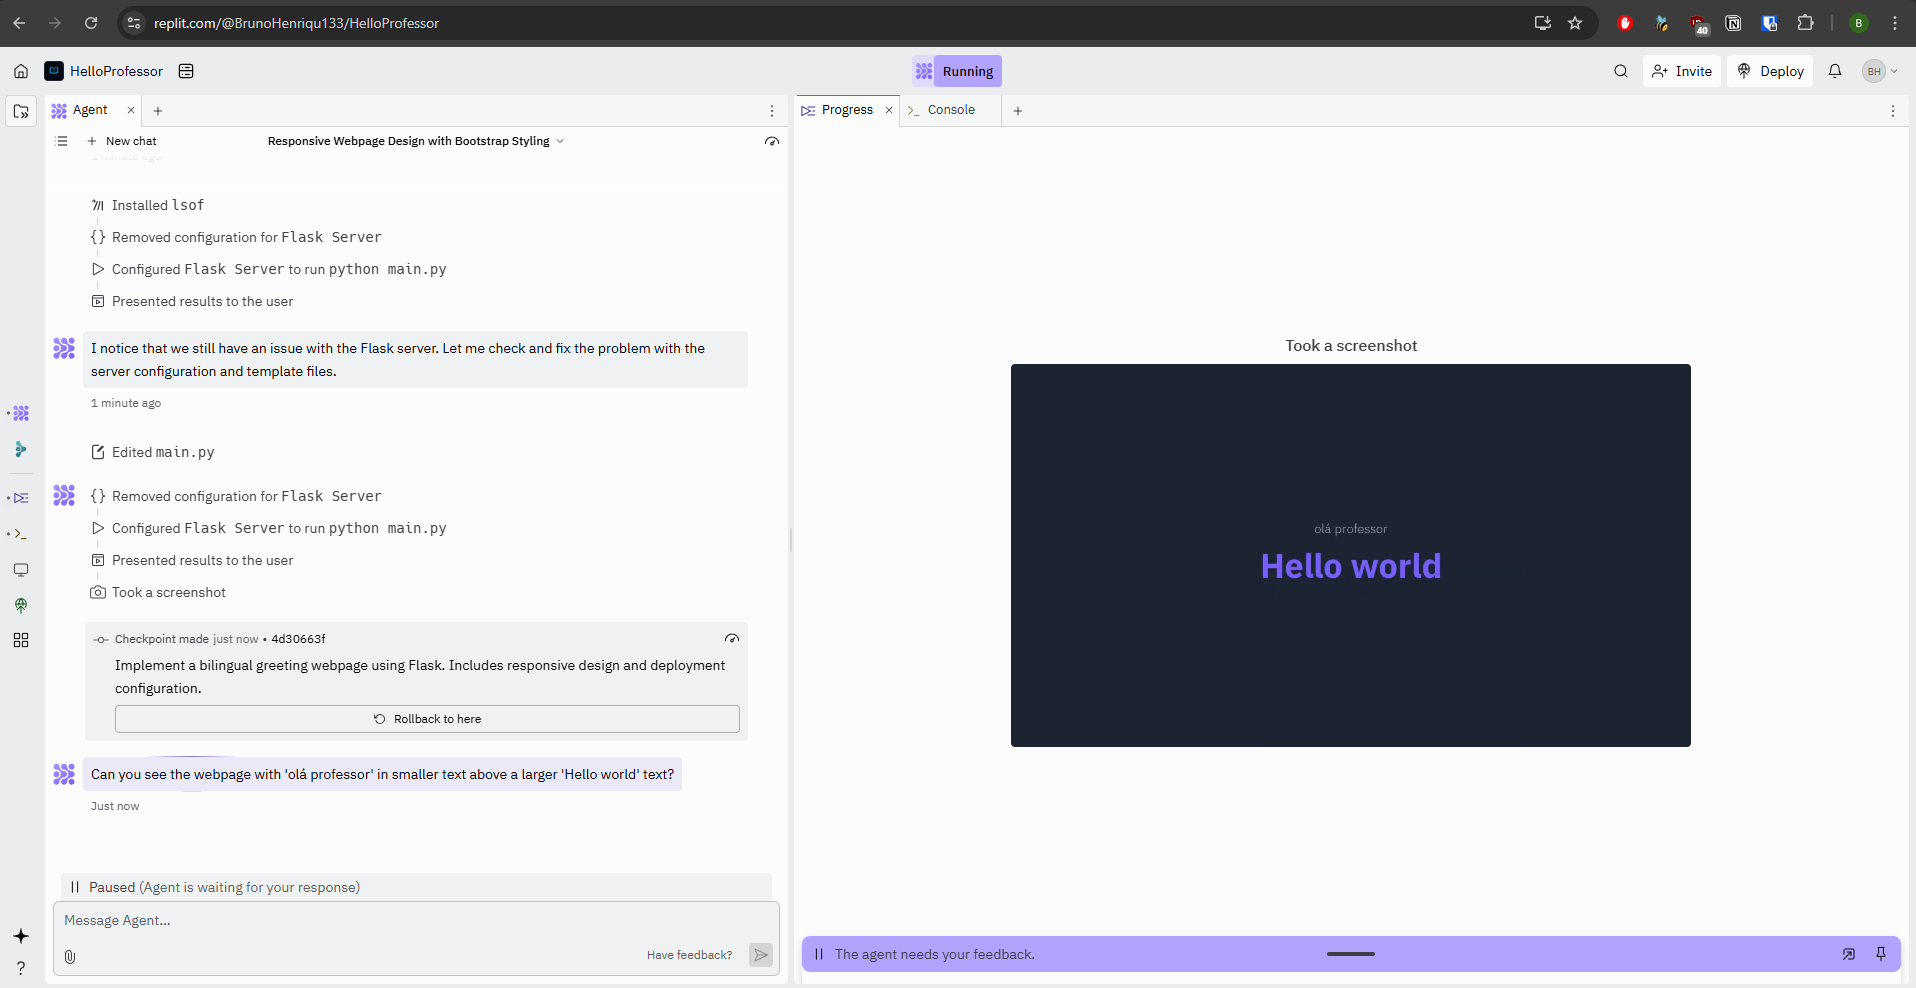 replit.com/@BrunoHenriqu133/HelloProfessor
40
B
HelloProfessor
Running
Invite
Deploy
BH
Agent
Progress
Console
New chat
Responsive Webpage Design with Bootstrap Styling
1 minute ago
Installed lsof
Removed configuration for Flask Server
Configured Flask Server to run python main.py
Presented results to the user
I notice that we still have an issue with the Flask server. Let me check and fix the problem with the
server configuration and template files.
1 minute ago
Edited main.py
Removed configuration for Flask Server
Configured Flask Server to run python main.py
Presented results to the user
Took a screenshot
Checkpoint made just now • 4d30663f
Implement a bilingual greeting webpage using Flask. Includes responsive design and deployment
configuration.
Rollback to here
Can you see the webpage with 'olá professor' in smaller text above a larger 'Hello world' text?
Just now
Paused (Agent is waiting for your response)
Message Agent...
Have feedback?
Took a screenshot
olá professor
Hello world
The agent needs your feedback.